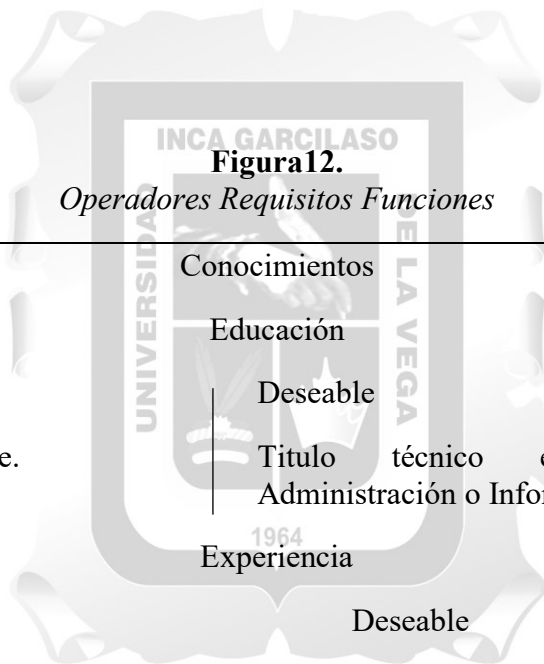 INCA GARCILASO
UNIVERSIDAD
DE LA VEGA
Figura12.
Operadores Requisitos Funciones
Conocimientos
Educación
Deseable
e.
Titulo técnico e
Administración o Infor
1964
Experiencia
Deseable